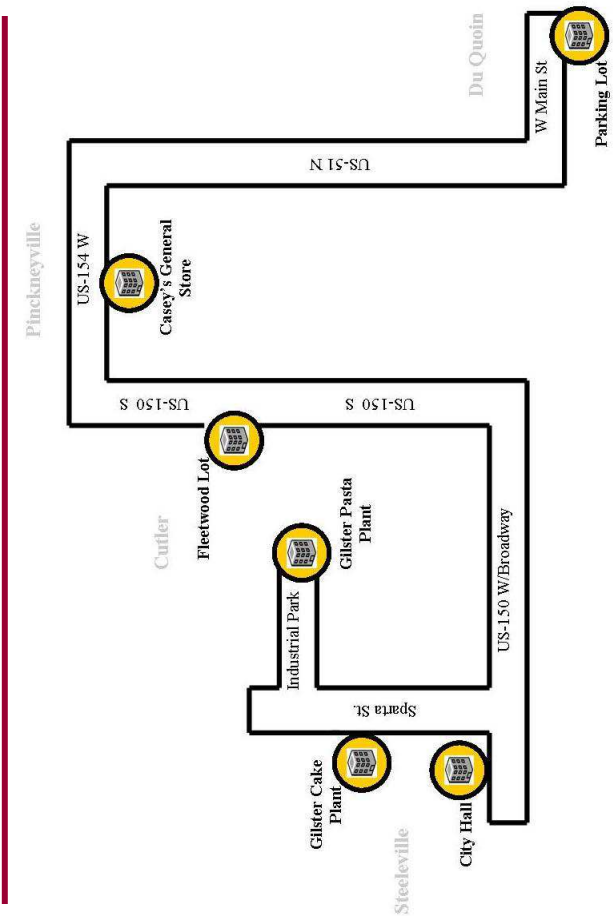 Du Quoin
W Main St
Parking Lot
US-51 N
Pinckneyville
US-154 W
Casey's General
Store
US-150 S
US-150 S
Fleetwood Lot
Cutler
Gilster Pasta
Plant
Industrial Park
US-150 W/Broadway
Sparta St.
Gilster Cake
Plant
City Hall
Steeleville